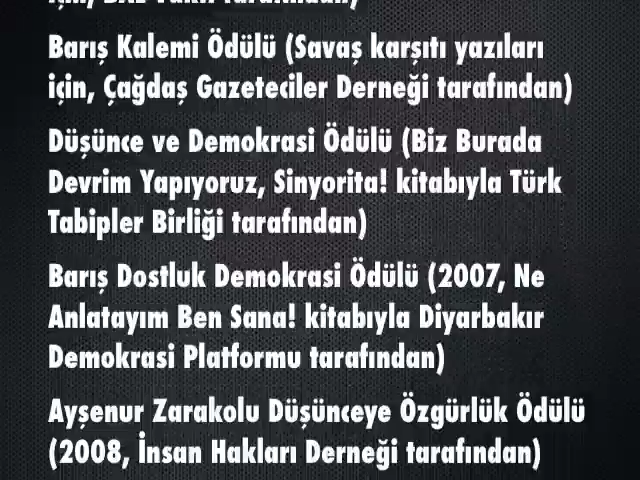 Barış Kalemi Ödülü (Savaş karşıtı yazıları
için, Çağdaş Gazeteciler Derneği tarafından)
Düşünce ve Demokrasi Ödülü (Biz Burada
Devrim Yapıyoruz, Sinyorita! kitabıyla Türk
Tabipler Birliği tarafından)
Barış Dostluk Demokrasi Ödülü (2007, Ne
Anlatayım Ben Sana! kitabıyla Diyarbakır
Demokrasi Platformu tarafından)
Ayşenur Zarakolu Düşünceye Özgürlük Ödülü
(2008, İnsan Hakları Derneği tarafından)